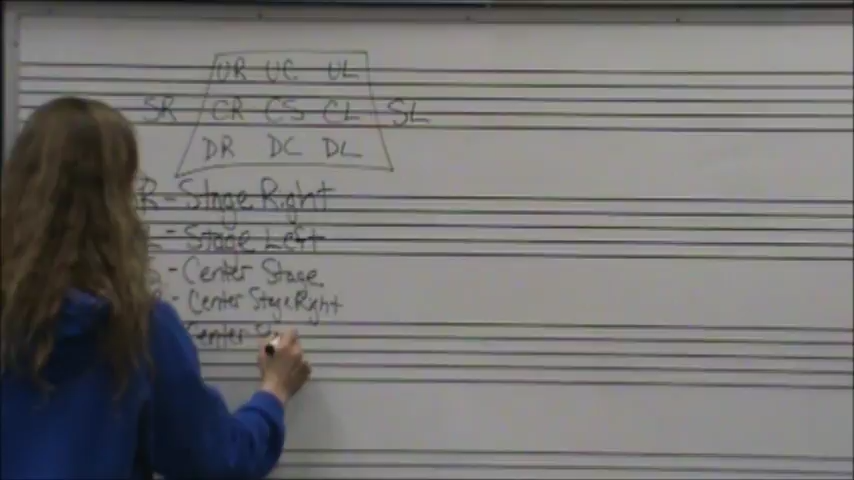 UR UC UL
SR CR CS CL SL
DR DC DL
R - Stage Right
L - Stage Left
- Center Stage
- Center Stage Right
Center